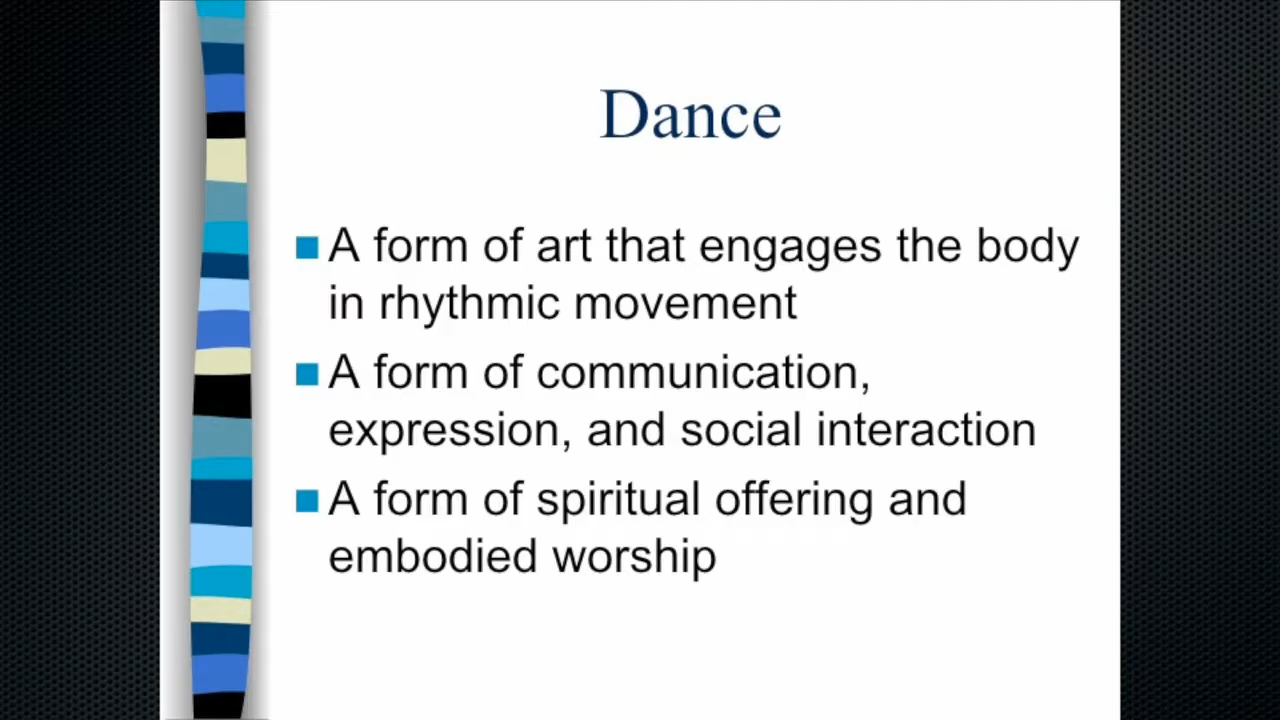 Dance
A form of art that engages the body
in rhythmic movement
A form of communication,
expression, and social interaction
A form of spiritual offering and
embodied worship